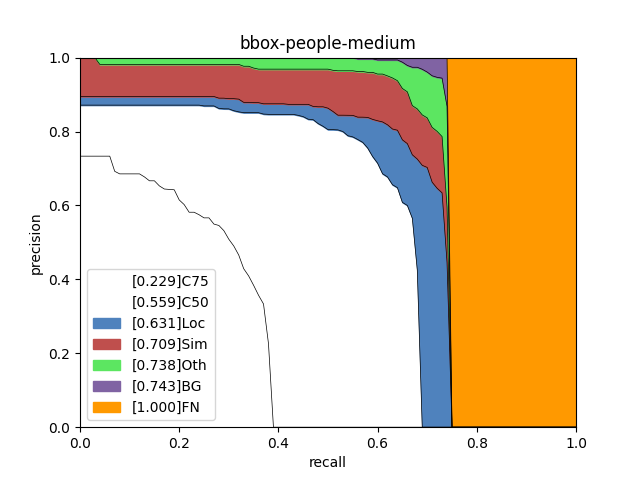 bbox-people-medium
1.0
0.8
0.6
0.4
0.2
0.0
precision
[0.229]C75
[0.559]C50
[0.631]Loc
[0.709]Sim
[0.738]Oth
[0.743]BG
[1.000]FN
0.0 0.2 0.4 0.6 0.8 1.0
recall